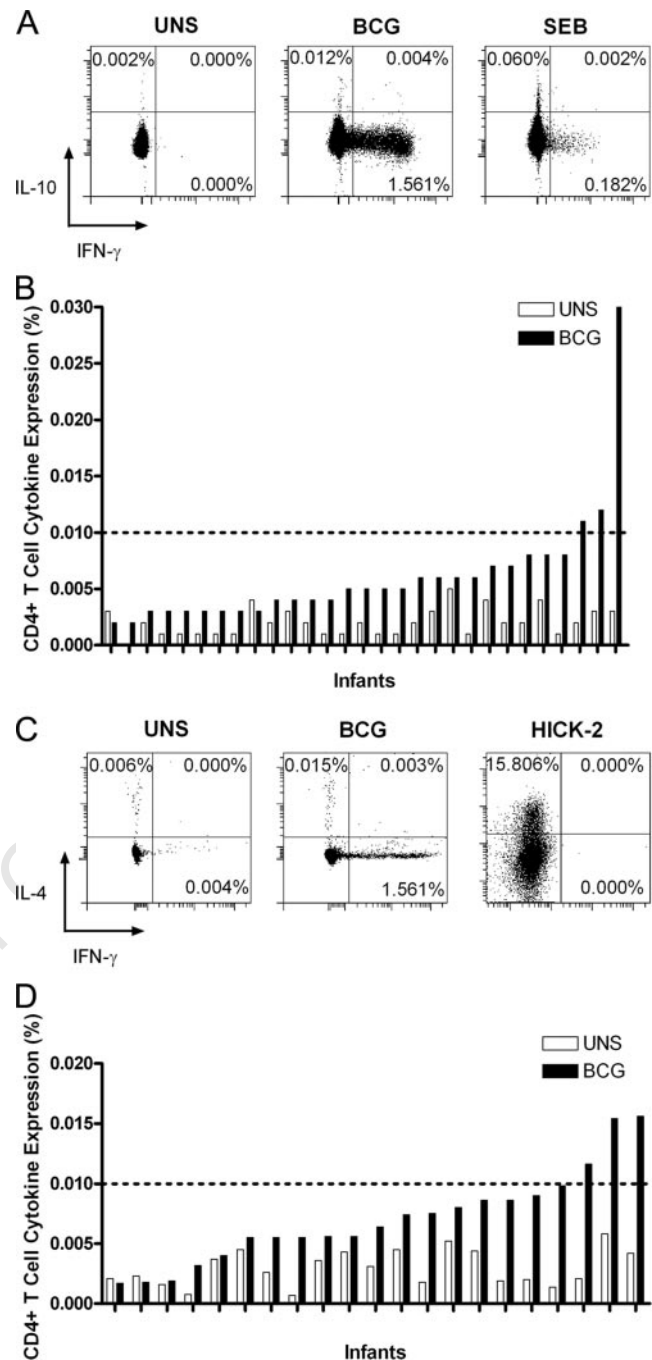 A
UNS BCG SEB
0.002% 0.000% 0.012% 0.004% 0.060% 0.002%
IL-10
0.000% 1.561% 0.182%
IFN-γ
B
CD4+ T Cell Cytokine Expression (%)
UNS
BCG
0.030
0.025
0.020
0.015
0.010
0.005
0.000
Infants
C
UNS BCG HICK-2
0.006% 0.000% 0.015% 0.003% 15.806% 0.000%
IL-4
0.004% 1.561% 0.000%
IFN-γ
D
CD4+ T Cell Cytokine Expression (%)
UNS
BCG
0.020
0.015
0.010
0.005
0.000
Infants